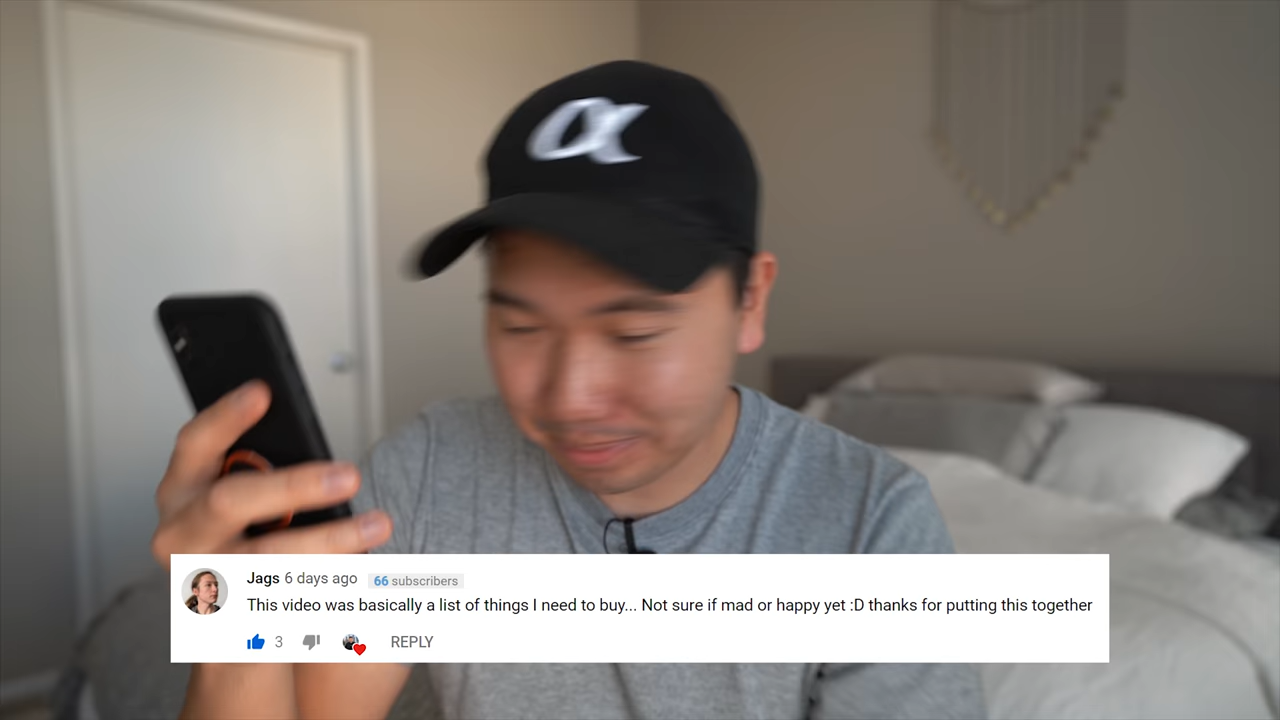 α
Jags 6 days ago 66 subscribers
This video was basically a list of things I need to buy... Not sure if mad or happy yet :D thanks for putting this together
3 REPLY